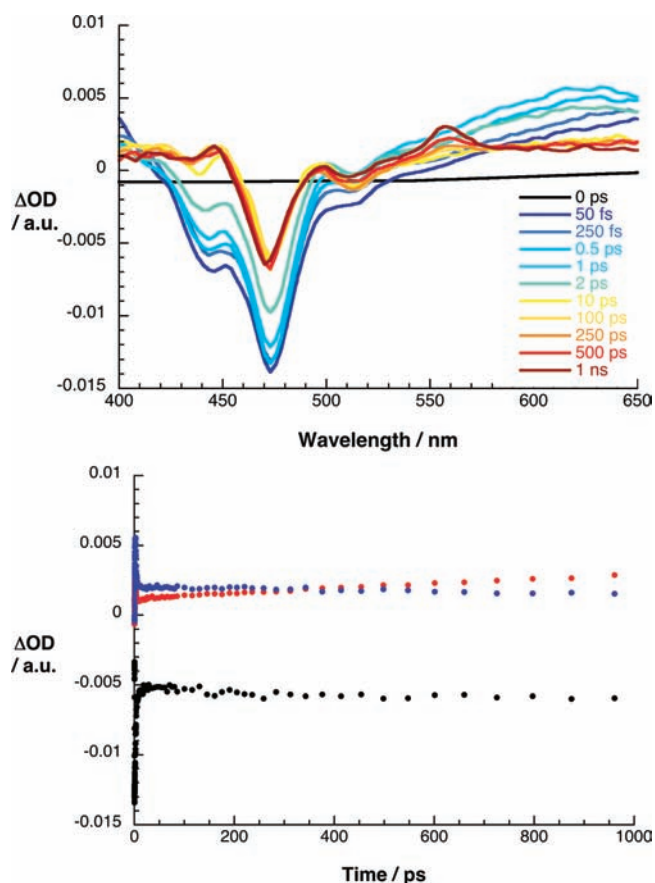 0.01
0.005
0
ΔOD
/ a.u.
-0.005
-0.01
-0.015
0 ps
50 fs
250 fs
0.5 ps
1 ps
2 ps
10 ps
100 ps
250 ps
500 ps
1 ns
400 450 500 550 600 650
Wavelength / nm
0.01
0.005
0
ΔOD
/ a.u.
-0.005
-0.01
-0.015
0 200 400 600 800 1000
Time / ps